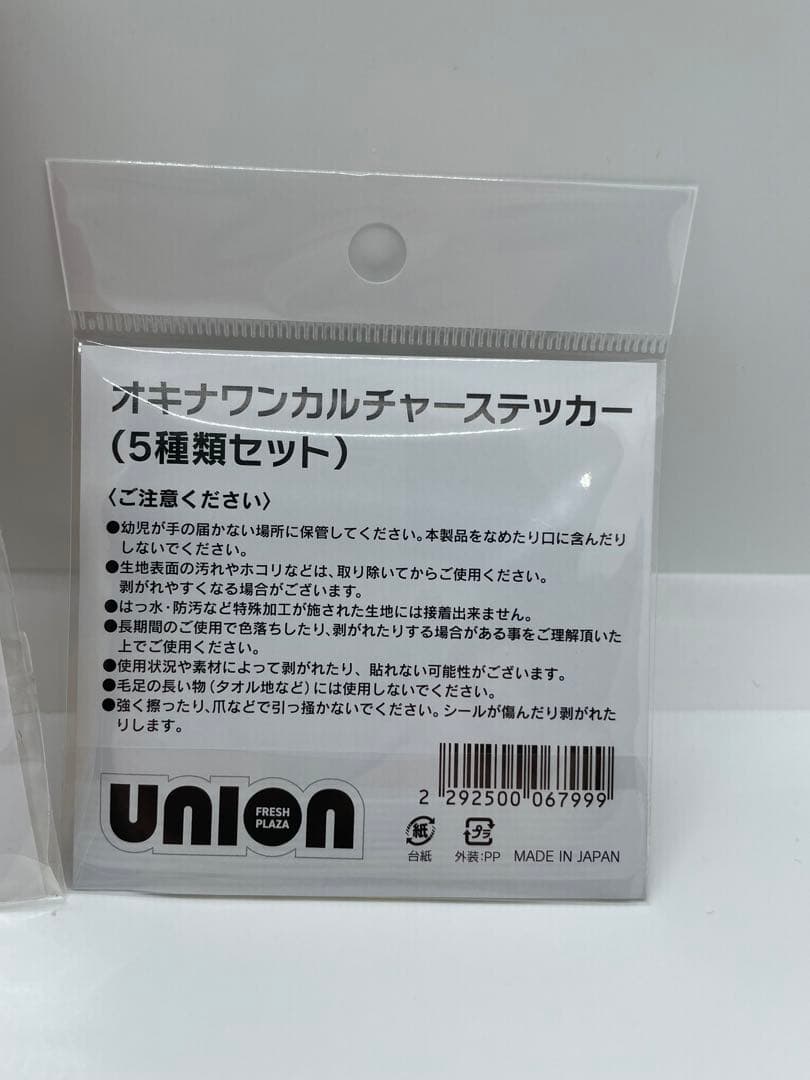 オキナワンカルチャーステッカー
（5種類セット）
〈ご注意ください〉
●幼児が手の届かない場所に保管してください。本製品をなめたり口に含んだり
しないでください。
●生地表面の汚れやホコリなどは、取り除いてからご使用ください。
剥がれやすくなる場合がございます。
●はっ水・防汚など特殊加工が施された生地には接着出来ません。
●長期間のご使用で色落ちしたり、剥がれたりする場合がある事をご理解頂いた
上でご使用ください。
●使用状況や素材によって剥がれたり、貼れない可能性がございます。
●毛足の長い物（タオル地など）には使用しないでください。
●強く擦ったり、爪などで引っ掻かないでください。シールが傷んだり剥がれた
りします。
UNION
FRESH
PLAZA
2 292500 067999
紙
プラ
台紙
外装:PP
MADE IN JAPAN